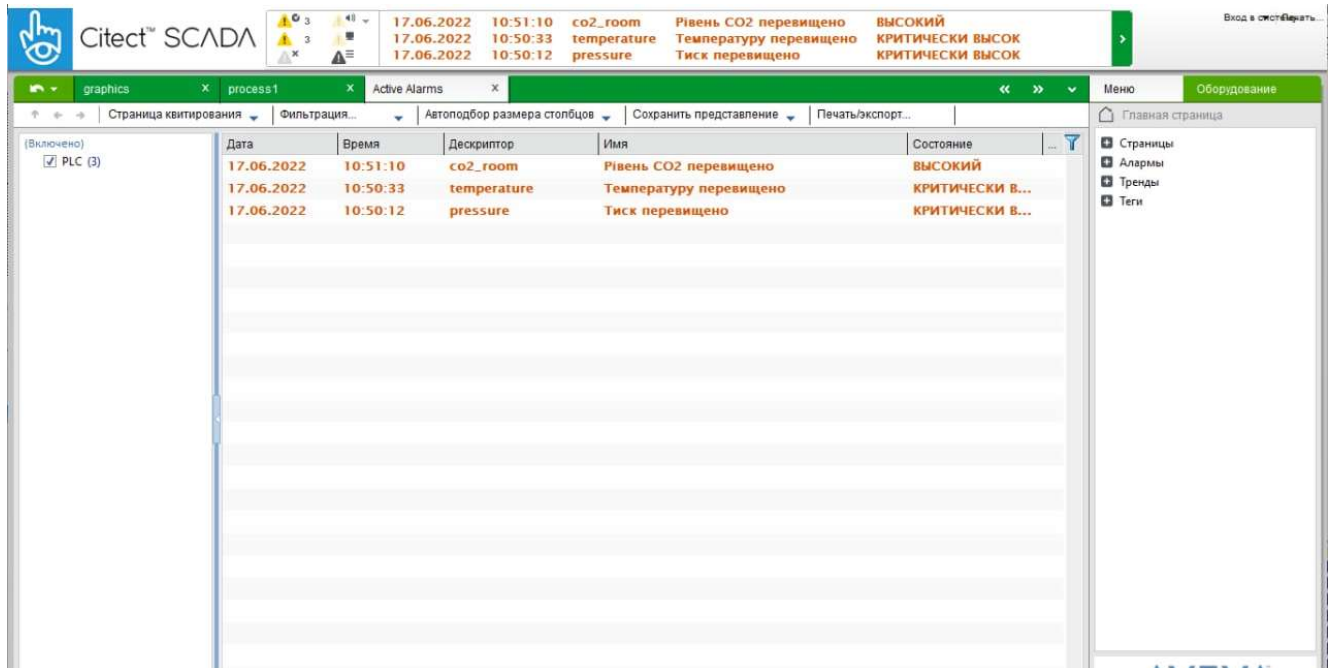 Citect™ SCADA
3
3
17.06.2022 10:51:10 co2_room Рівень CO2 перевищено ВЫСОКИЙ
17.06.2022 10:50:33 temperature Температуру перевищено КРИТИЧЕСКИ ВЫСОК
17.06.2022 10:50:12 pressure Тиск перевищено КРИТИЧЕСКИ ВЫСОК
Вход в Печать...
graphics x process1 x Active Alarms x
Меню Оборудование
Страница квитирования Фильтрация... Автоподбор размера столбцов Сохранить представление Печать/экспорт...
Главная страница
(Включено)
PLC (3)
Дата Время Дескриптор Имя Состояние ...
17.06.2022 10:51:10 co2_room Рівень CO2 перевищено ВЫСОКИЙ
17.06.2022 10:50:33 temperature Температуру перевищено КРИТИЧЕСКИ В...
17.06.2022 10:50:12 pressure Тиск перевищено КРИТИЧЕСКИ В...
Страницы
Алармы
Тренды
Теги